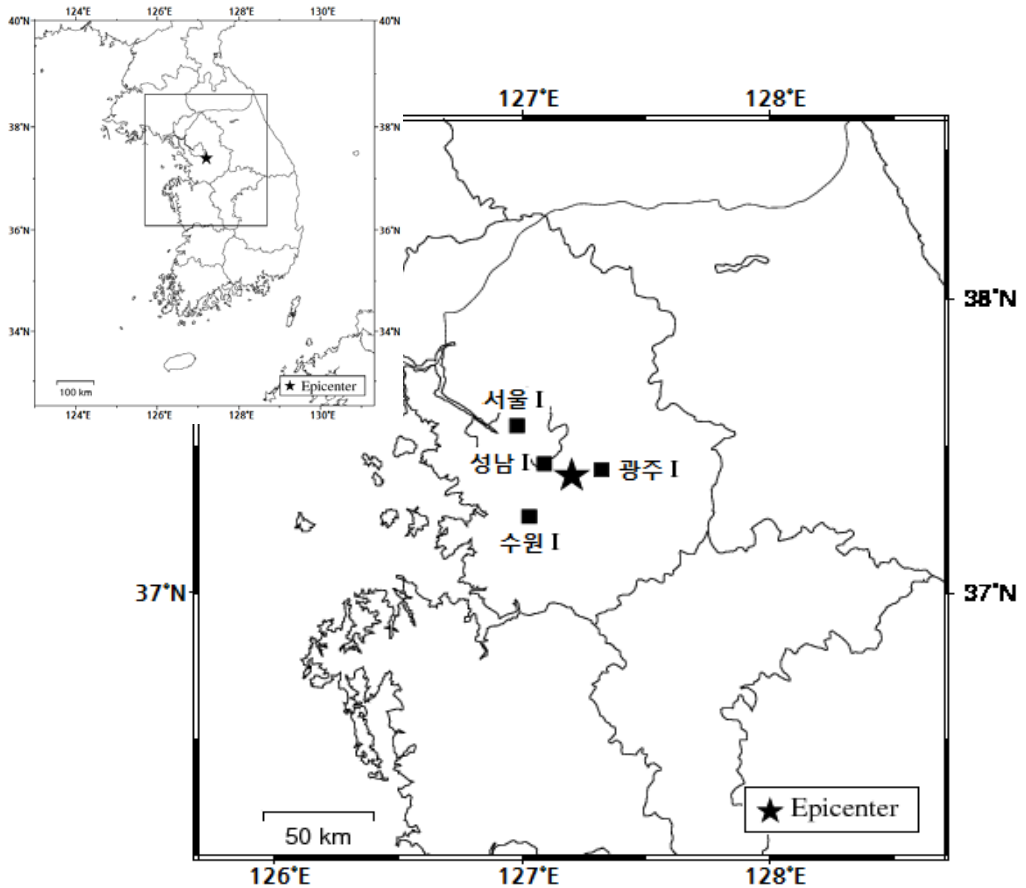 124°E 126°E 128°E 130°E
40°N 40°N
38°N 38°N
36°N 36°N
34°N 34°N
100 km
★ Epicenter
124°E 126°E 128°E 130°E
127°E 128°E
38°N
서울 I
성남 I
광주 I
수원 I
37°N 37°N
50 km
★ Epicenter
126°E 127°E 128°E